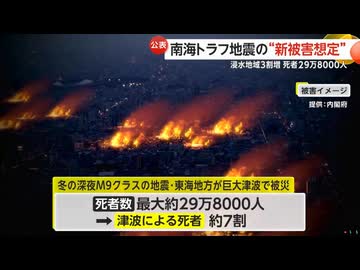 公表
南海トラフ地震の“新被害想定”
浸水地域3割増 死者29万8000人
被害イメージ
提供:内閣府
冬の深夜M9クラスの地震・東海地方が巨大津波で被災
死者数 最大約29万8000人
➡ 津波による死者 約7割